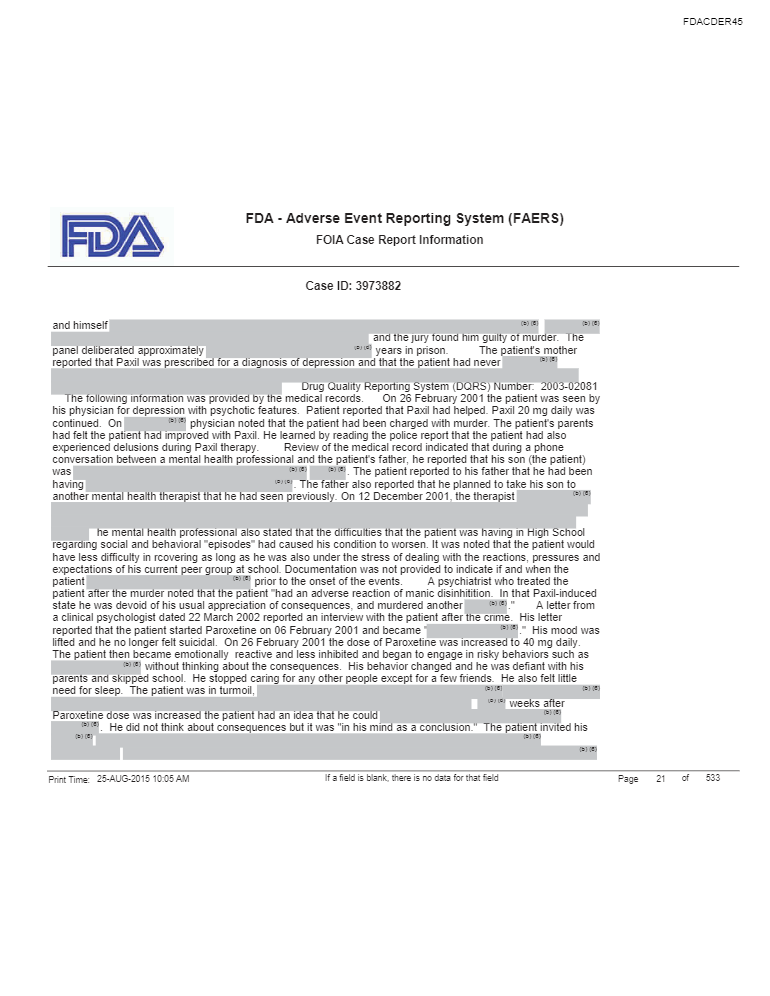 FDACDER45
FDA
FDA - Adverse Event Reporting System (FAERS)
FOIA Case Report Information
Case ID: 3973882
and himself (b) (6) (b) (6)
and the jury found him guilty of murder. The
panel deliberated approximately (b) (6) years in prison. The patient's mother
reported that Paxil was prescribed for a diagnosis of depression and that the patient had never (b) (6)
Drug Quality Reporting System (DQRS) Number: 2003-02081
The following information was provided by the medical records. On 26 February 2001 the patient was seen by
his physician for depression with psychotic features. Patient reported that Paxil had helped. Paxil 20 mg daily was
continued. On (b) (6) physician noted that the patient had been charged with murder. The patient's parents
had felt the patient had improved with Paxil. He learned by reading the police report that the patient had also
experienced delusions during Paxil therapy. Review of the medical record indicated that during a phone
conversation between a mental health professional and the patient's father, he reported that his son (the patient)
was (b) (6) (b) (6). The patient reported to his father that he had been
having (b) (6). The father also reported that he planned to take his son to
another mental health therapist that he had seen previously. On 12 December 2001, the therapist (b) (6)
he mental health professional also stated that the difficulties that the patient was having in High School
regarding social and behavioral "episodes" had caused his condition to worsen. It was noted that the patient would
have less difficulty in rcovering as long as he was also under the stress of dealing with the reactions, pressures and
expectations of his current peer group at school. Documentation was not provided to indicate if and when the
patient (b) (6) prior to the onset of the events. A psychiatrist who treated the
patient after the murder noted that the patient "had an adverse reaction of manic disinhitition. In that Paxil-induced
state he was devoid of his usual appreciation of consequences, and murdered another (b) (6)." A letter from
a clinical psychologist dated 22 March 2002 reported an interview with the patient after the crime. His letter
reported that the patient started Paroxetine on 06 February 2001 and became "(b) (6)." His mood was
lifted and he no longer felt suicidal. On 26 February 2001 the dose of Paroxetine was increased to 40 mg daily.
The patient then became emotionally reactive and less inhibited and began to engage in risky behaviors such as
(b) (6) without thinking about the consequences. His behavior changed and he was defiant with his
parents and skipped school. He stopped caring for any other people except for a few friends. He also felt little
need for sleep. The patient was in turmoil, (b) (6) (b) (6)
(b) (6) weeks after
Paroxetine dose was increased the patient had an idea that he could (b) (6)
(b) (6). He did not think about consequences but it was "in his mind as a conclusion." The patient invited his
(b) (6) (b) (6)
(b) (6)
Print Time: 25-AUG-2015 10:05 AM If a field is blank, there is no data for that field Page 21 of 533